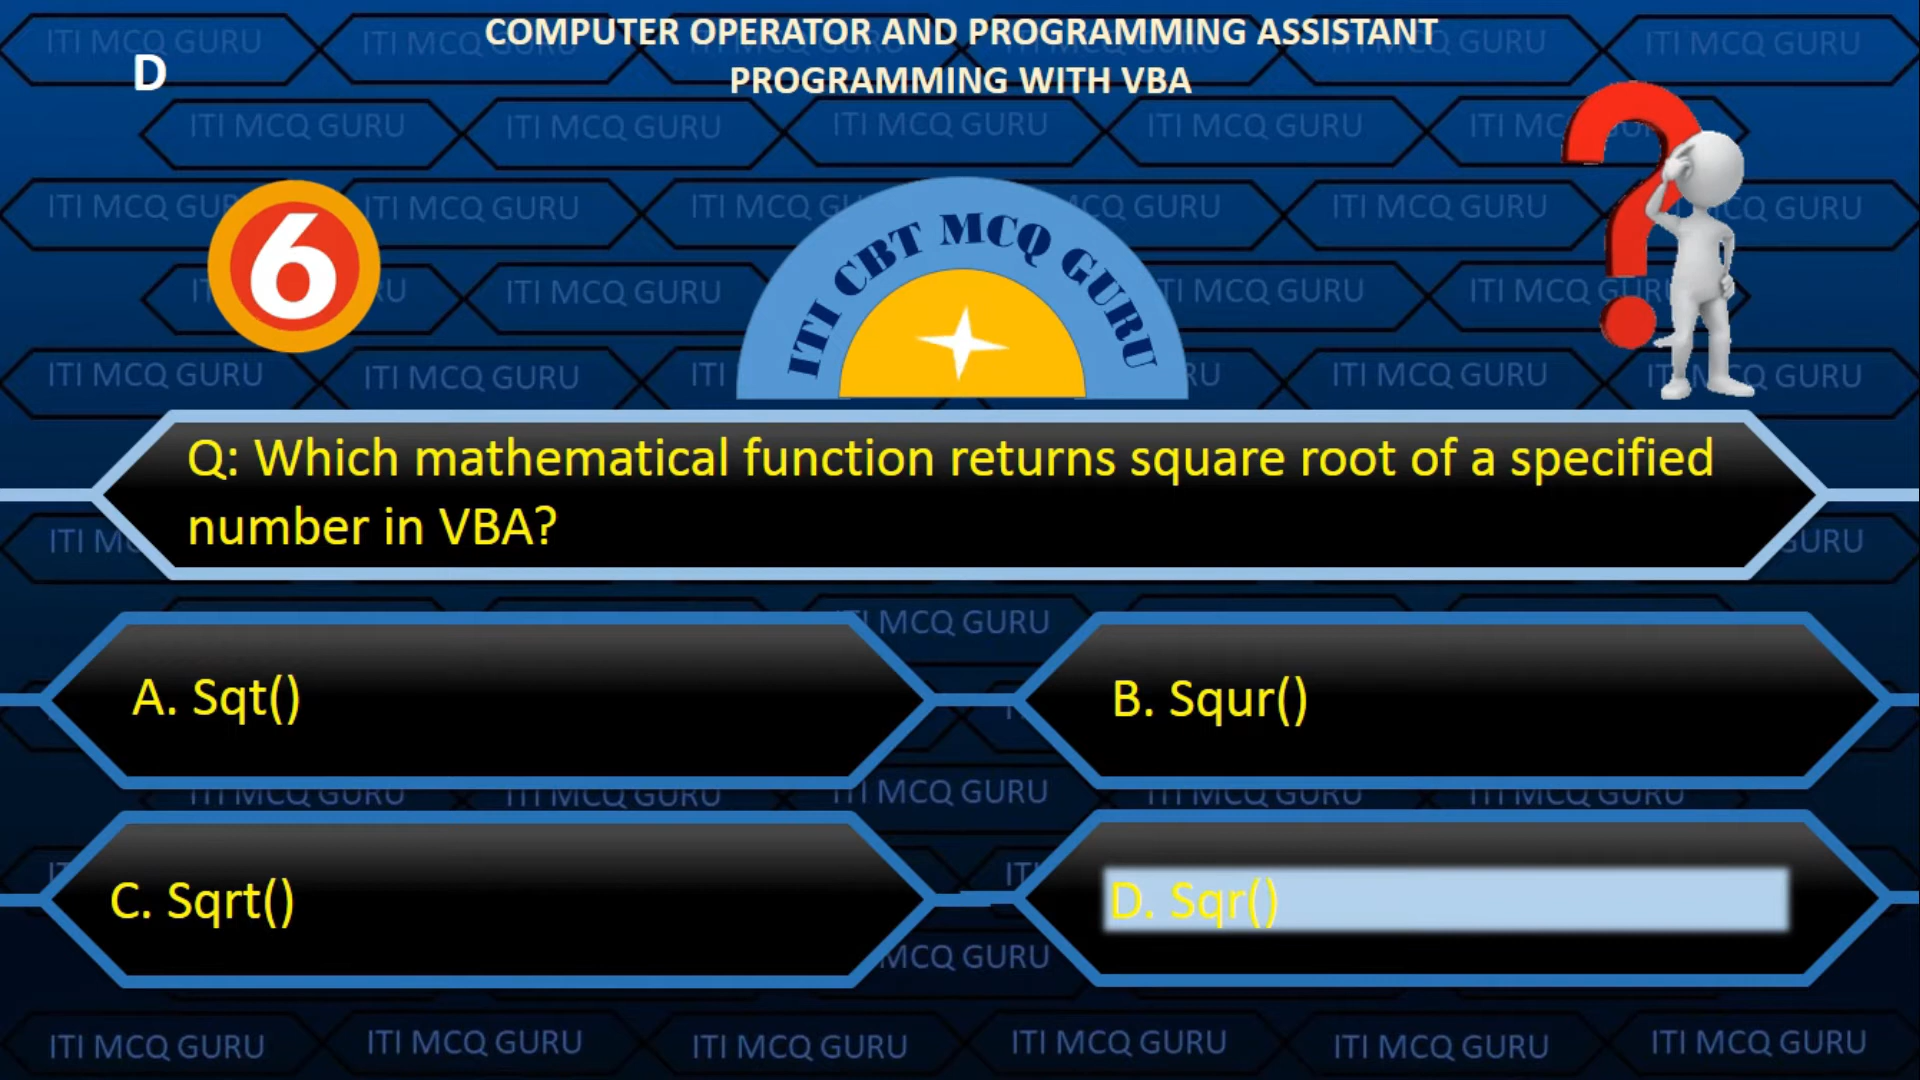 COMPUTER OPERATOR AND PROGRAMMING ASSISTANT
PROGRAMMING WITH VBA
D
6
ITI CBT MCQ GURU
Q: Which mathematical function returns square root of a specified
number in VBA?
A. Sqt()
B. Squr()
C. Sqrt()
D. Sqr()
ITI MCQ GURU